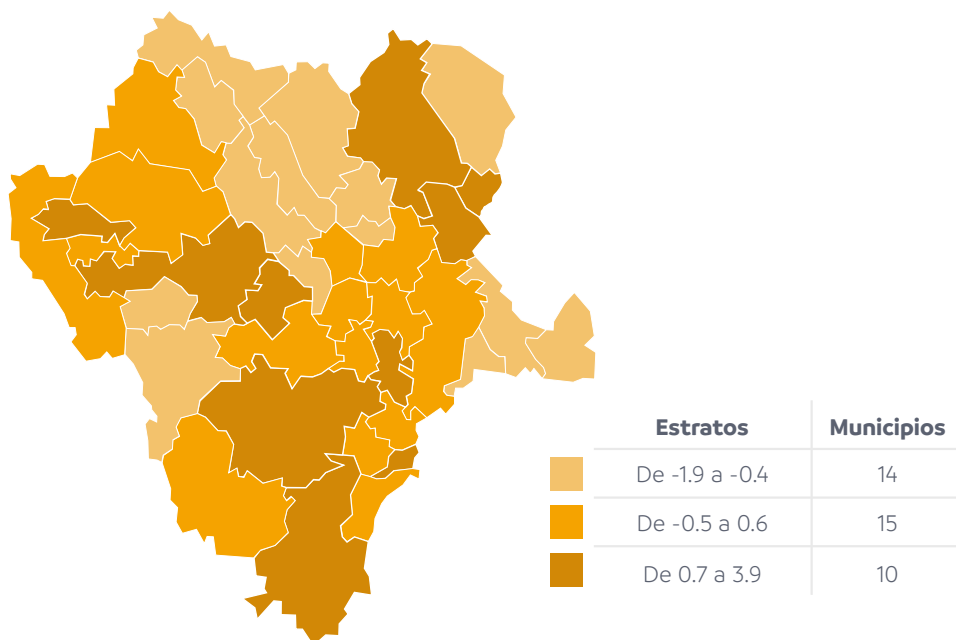 Estratos Municipios
De -1.9 a -0.4 14
De -0.5 a 0.6 15
De 0.7 a 3.9 10